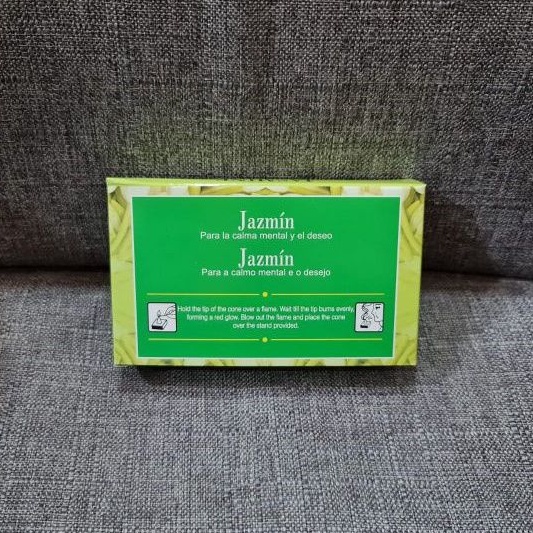 Jazmín
Para la calma mental y el deseo
Jazmín
Para a calmo mental e o desejo
Hold the tip of the cone over a flame. Wait till the tip burns evenly,
forming a red glow. Blow out the flame and place the cone
over the stand provided.